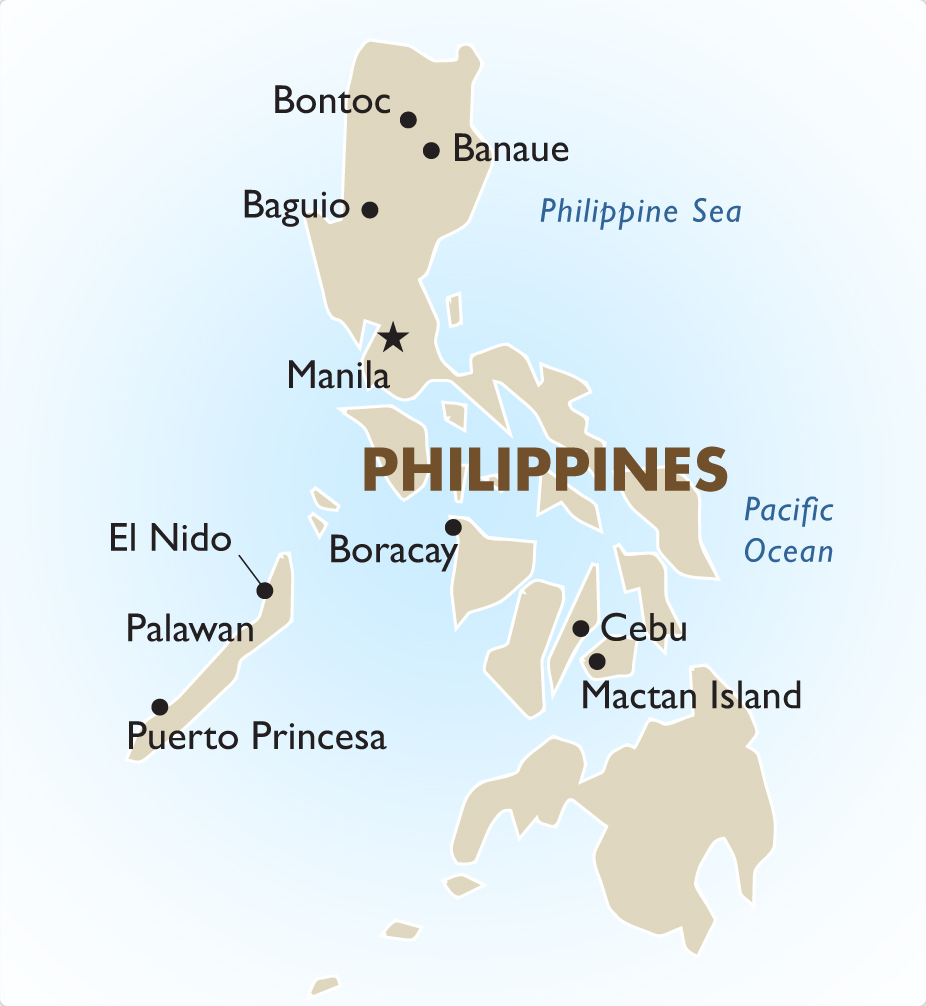 Bontoc
Banaue
Baguio
Philippine Sea
Manila
PHILIPPINES
Pacific
Ocean
El Nido
Boracay
Palawan
Cebu
Mactan Island
Puerto Princesa